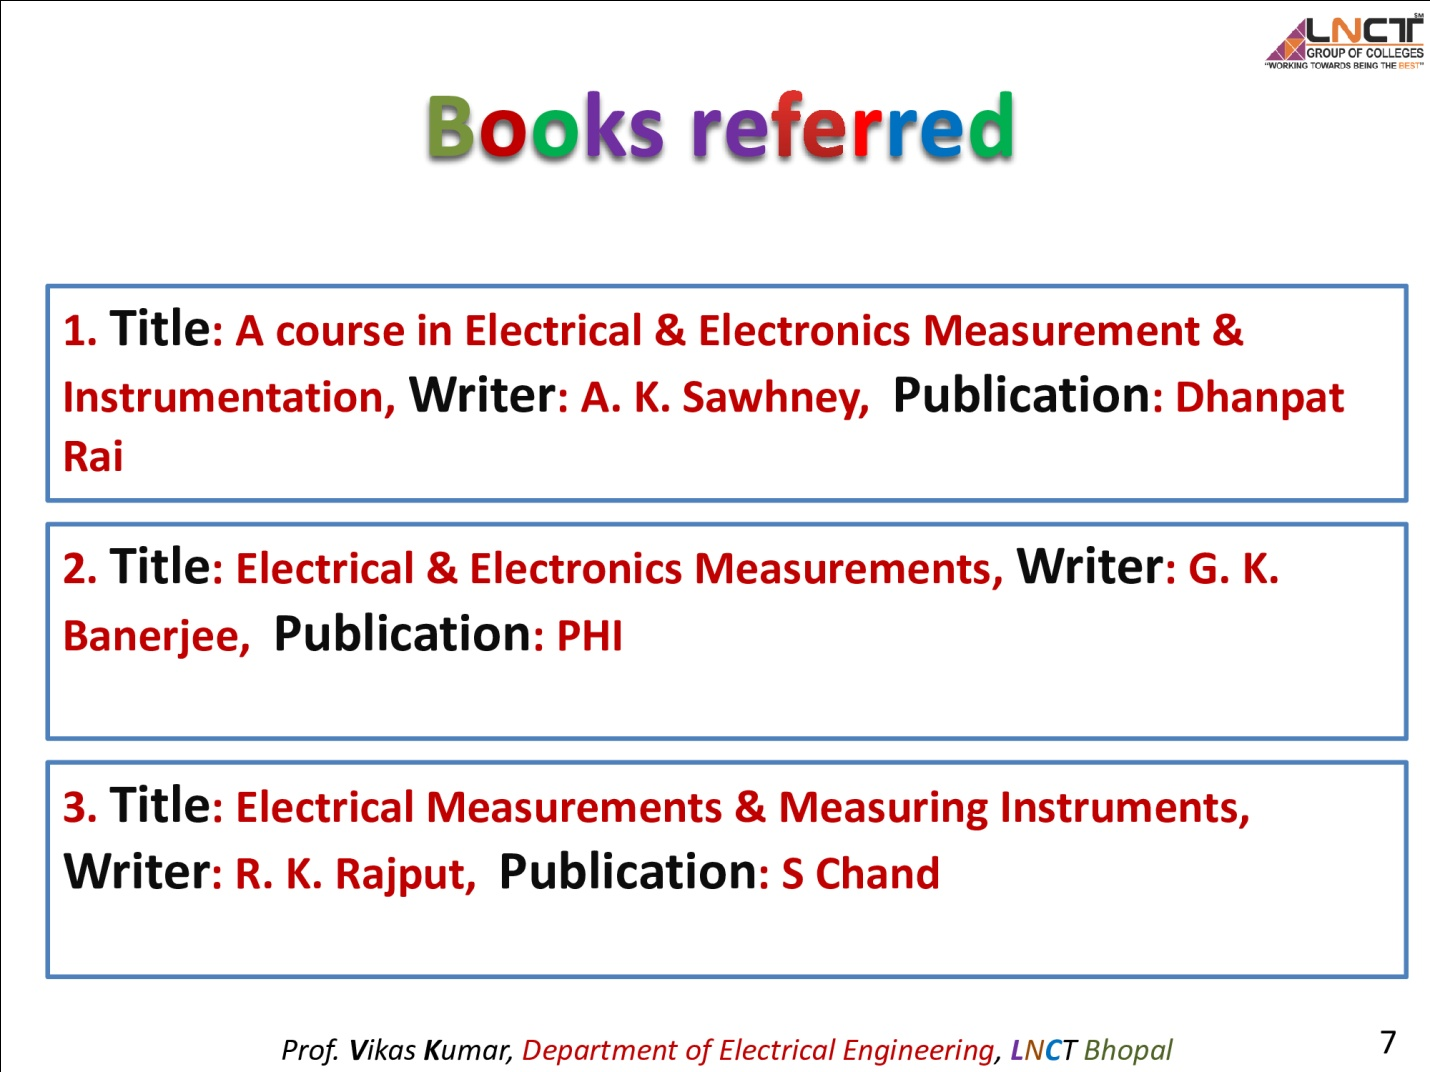 LNCT SM
GROUP OF COLLEGES
"WORKING TOWARDS BEING THE BEST"
Books referred
1. Title: A course in Electrical & Electronics Measurement &
Instrumentation, Writer: A. K. Sawhney, Publication: Dhanpat
Rai
2. Title: Electrical & Electronics Measurements, Writer: G. K.
Banerjee, Publication: PHI
3. Title: Electrical Measurements & Measuring Instruments,
Writer: R. K. Rajput, Publication: S Chand
Prof. Vikas Kumar, Department of Electrical Engineering, LNCT Bhopal
7